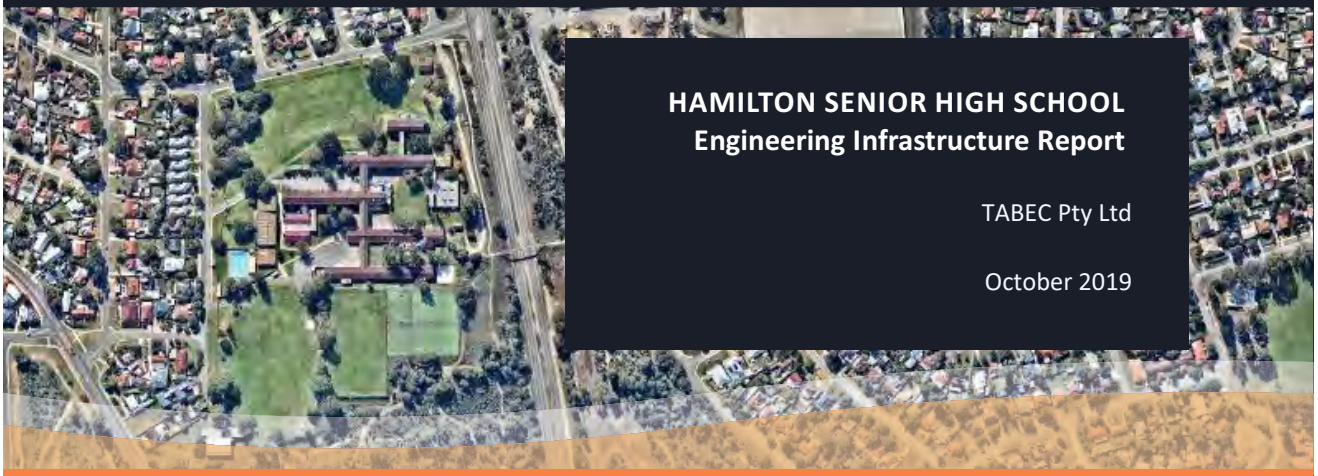 HAMILTON SENIOR HIGH SCHOOL
Engineering Infrastructure Report
TABEC Pty Ltd
October 2019